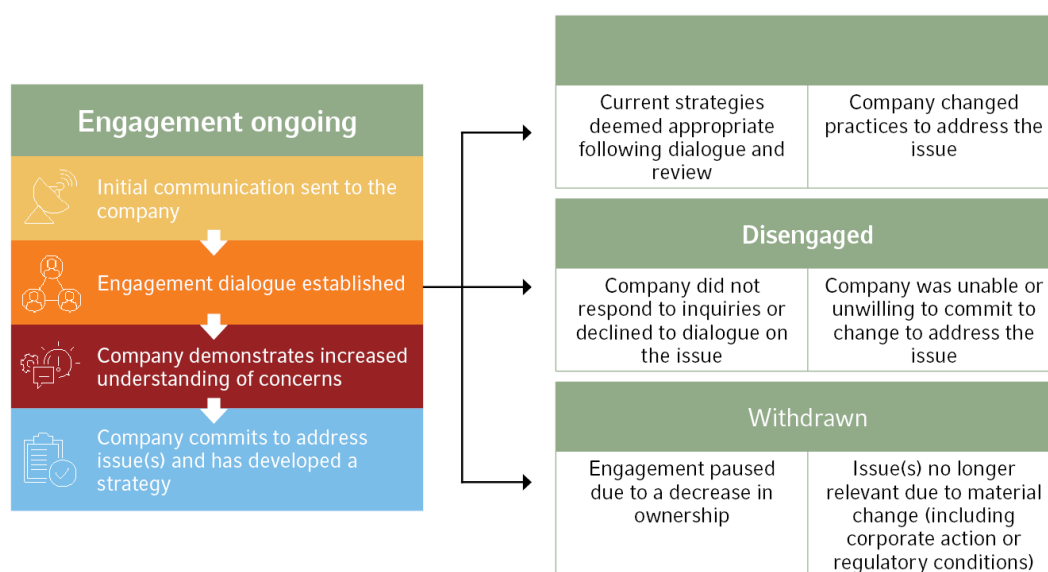 Engagement ongoing
Initial communication sent to the
company
Engagement dialogue established
Company demonstrates increased
understanding of concerns
Company commits to address
issue(s) and has developed a
strategy
Current strategies
deemed appropriate
following dialogue and
review
Company changed
practices to address the
issue
Disengaged
Company did not
respond to inquiries or
declined to dialogue on
the issue
Company was unable or
unwilling to commit to
change to address the
issue
Withdrawn
Engagement paused
due to a decrease in
ownership
Issue(s) no longer
relevant due to material
change (including
corporate action or
regulatory conditions)